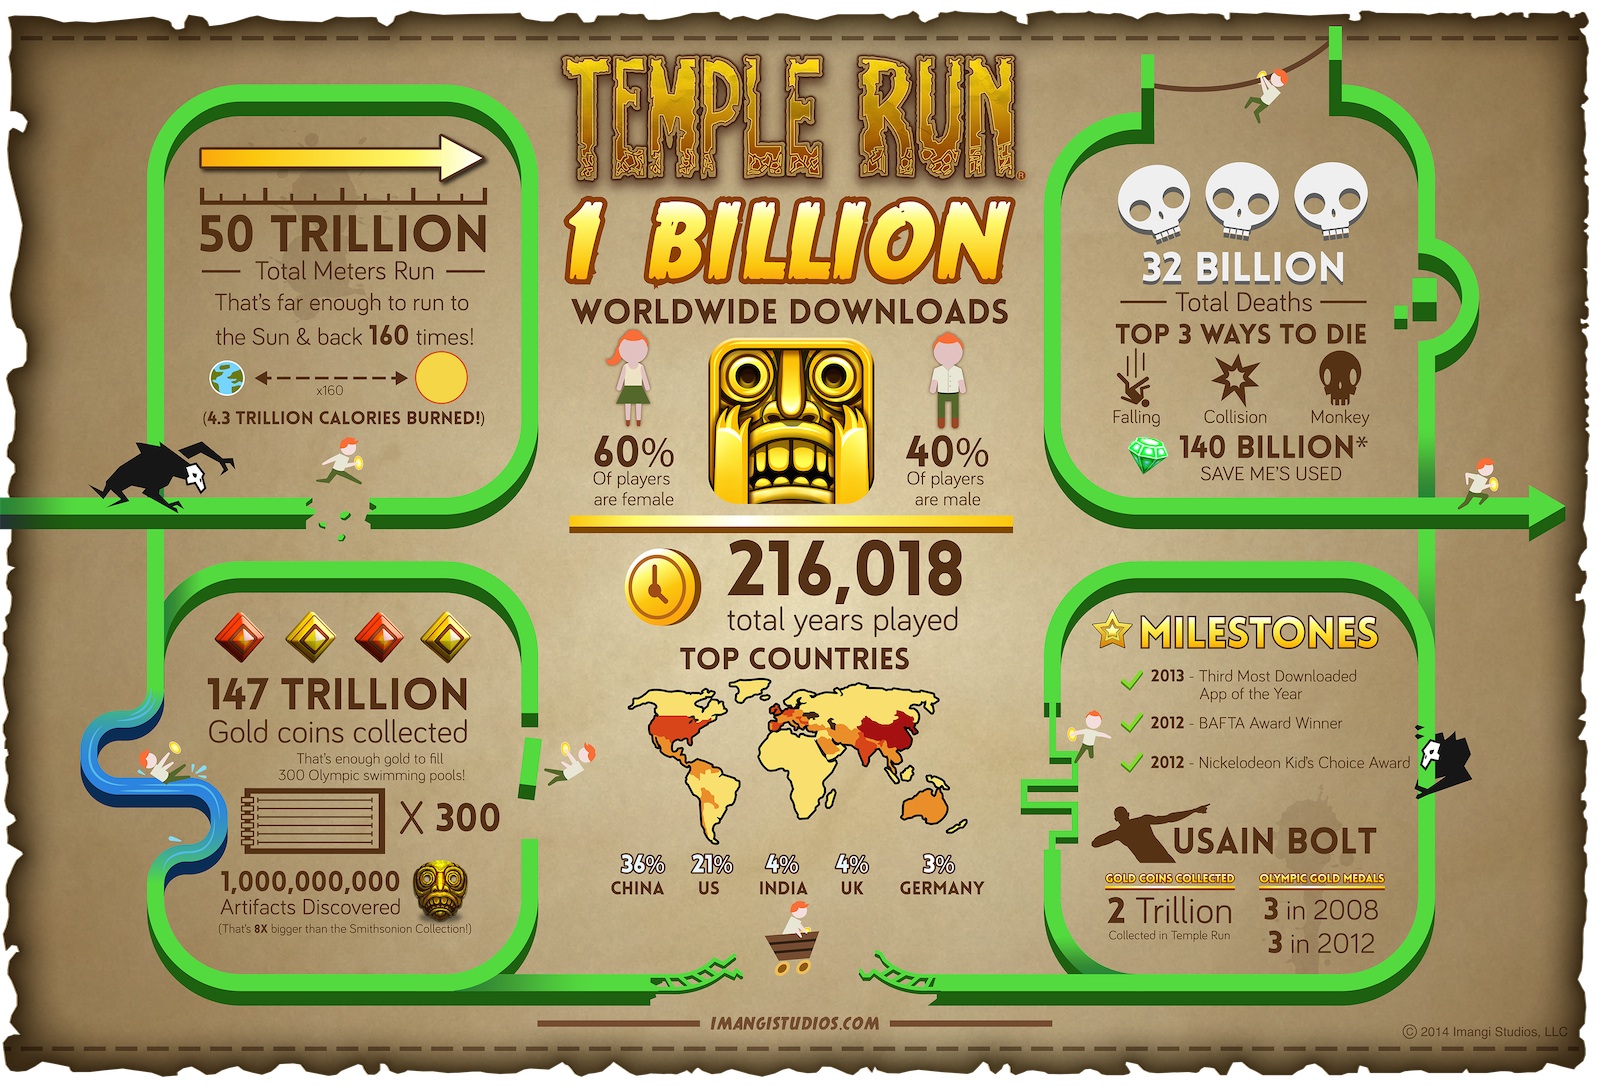 TEMPLE RUN
1 BILLION
WORLDWIDE DOWNLOADS
60%
Of players
are female
40%
Of players
are male
216,018
total years played
TOP COUNTRIES
36%
CHINA
21%
US
4%
INDIA
4%
UK
3%
GERMANY
50 TRILLION
Total Meters Run
That's far enough to run to
the Sun & back 160 times!
x160
(4.3 TRILLION CALORIES BURNED!)
147 TRILLION
Gold coins collected
That's enough gold to fill
300 Olympic swimming pools!
X 300
1,000,000,000
Artifacts Discovered
(That's 8X bigger than the Smithsonion Collection!)
32 BILLION
Total Deaths
TOP 3 WAYS TO DIE
Falling
Collision
Monkey
140 BILLION*
SAVE ME'S USED
MILESTONES
2013 - Third Most Downloaded
App of the Year
2012 - BAFTA Award Winner
2012 - Nickelodeon Kid's Choice Award
USAIN BOLT
GOLD COINS COLLECTED
2 Trillion
Collected in Temple Run
OLYMPIC GOLD MEDALS
3 in 2008
3 in 2012
IMANGISTUDIOS.COM
© 2014 Imangi Studios, LLC